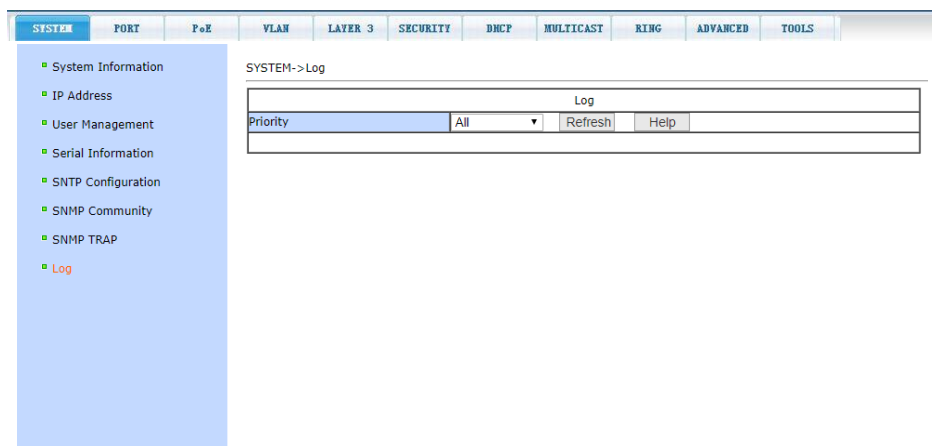 SYSTEM PORT PoE VLAN LAYER 3 SECURITY DHCP MULTICAST RING ADVANCED TOOLS
System Information
IP Address
User Management
Serial Information
SNTP Configuration
SNMP Community
SNMP TRAP
Log
SYSTEM->Log
Log
Priority All Refresh Help